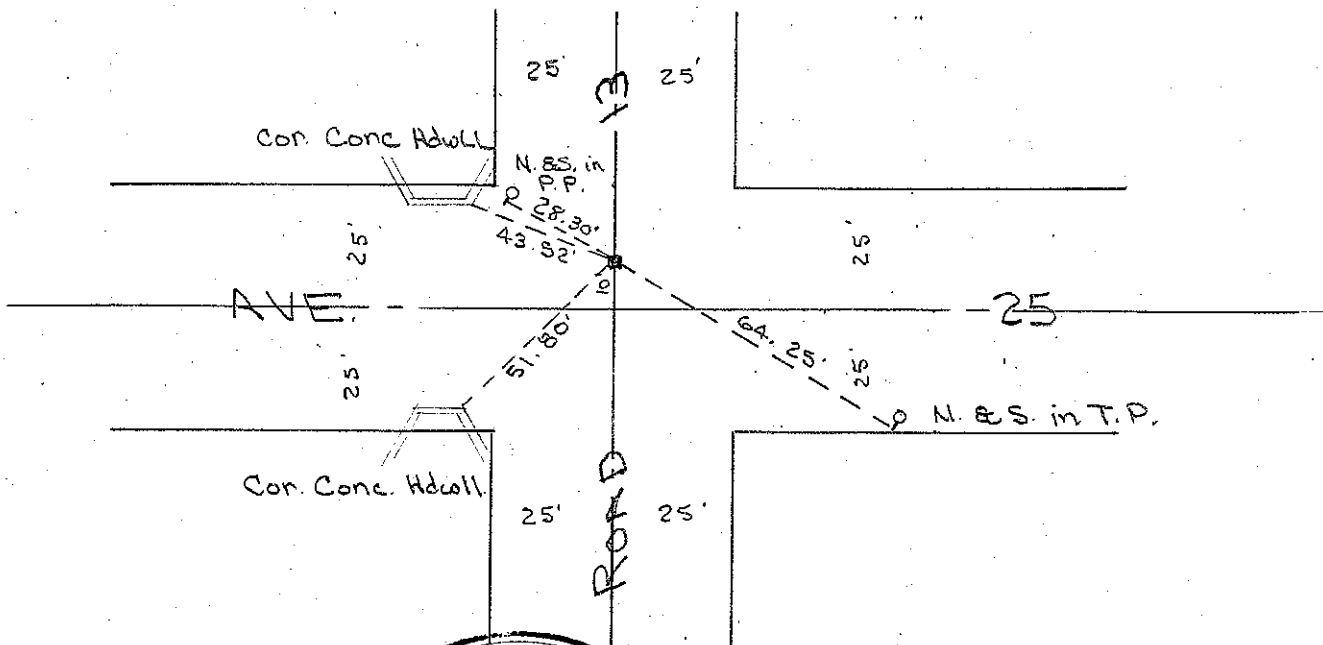 25'
13
25'
Cor. Conc Hdwll
N. & S. in
P.P.
28.30'
43.52'
25'
25'
10
AVE.
25
51.80'
64.25'
25'
25'
N. & S. in T.P.
Cor. Conc. Hdwll.
25'
ROAD
25'